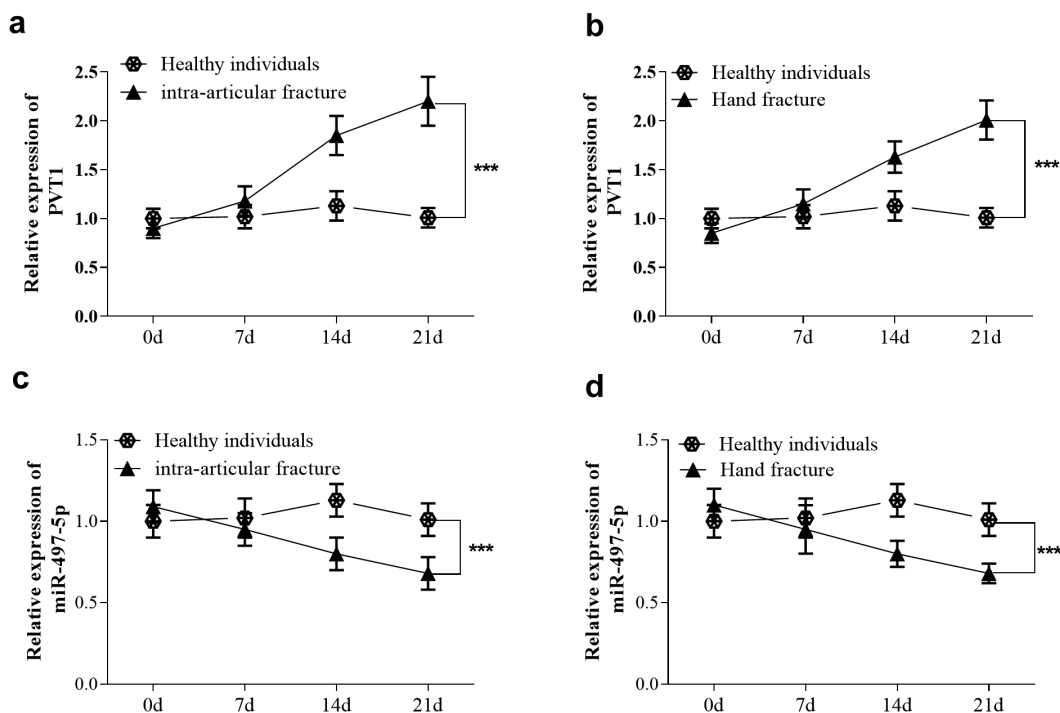 a
Healthy individuals
intra-articular fracture
Relative expression of
PVT1
2.5
2.0
1.5
1.0
0.5
0.0
0d 7d 14d 21d
***
b
Healthy individuals
Hand fracture
Relative expression of
PVT1
2.5
2.0
1.5
1.0
0.5
0.0
0d 7d 14d 21d
***
c
Healthy individuals
intra-articular fracture
Relative expression of
miR-497-5p
1.5
1.0
0.5
0.0
0d 7d 14d 21d
***
d
Healthy individuals
Hand fracture
Relative expression of
miR-497-5p
1.5
1.0
0.5
0.0
0d 7d 14d 21d
***